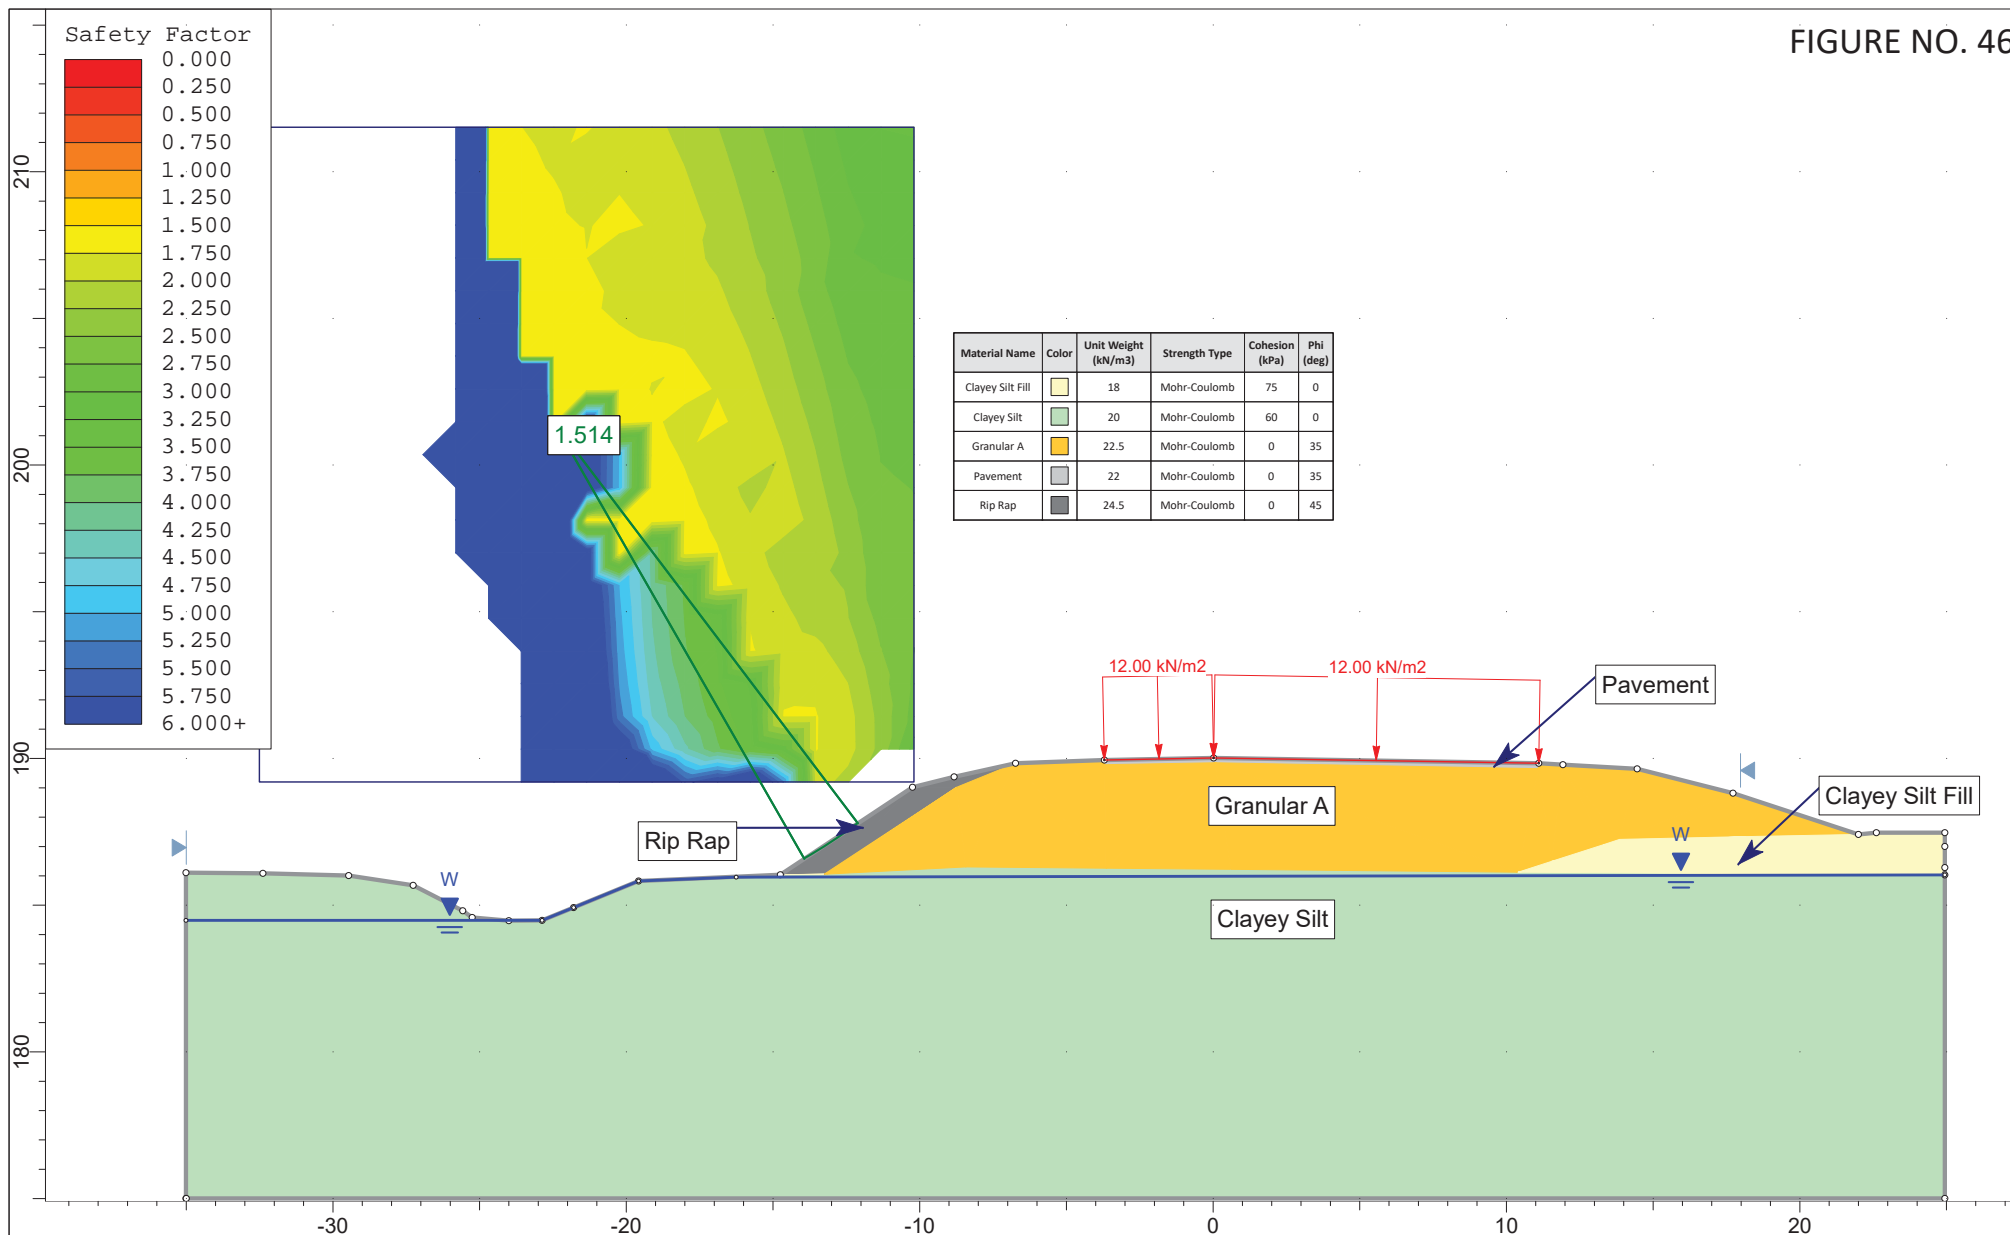 FIGURE NO. 46
Safety Factor
0.000
0.250
0.500
0.750
1.000
1.250
1.500
1.750
2.000
2.250
2.500
2.750
3.000
3.250
3.500
3.750
4.000
4.250
4.500
4.750
5.000
5.250
5.500
5.750
6.000+
210
200
190
180
1.514
Material Name Color Unit Weight (kN/m3) Strength Type Cohesion (kPa) Phi (deg)
Clayey Silt Fill 18 Mohr-Coulomb 75 0
Clayey Silt 20 Mohr-Coulomb 60 0
Granular A 22.5 Mohr-Coulomb 0 35
Pavement 22 Mohr-Coulomb 0 35
Rip Rap 24.5 Mohr-Coulomb 0 45
12.00 kN/m2
12.00 kN/m2
Pavement
Clayey Silt Fill
Granular A
Rip Rap
W
W
Clayey Silt
-30
-20
-10
0
10
20